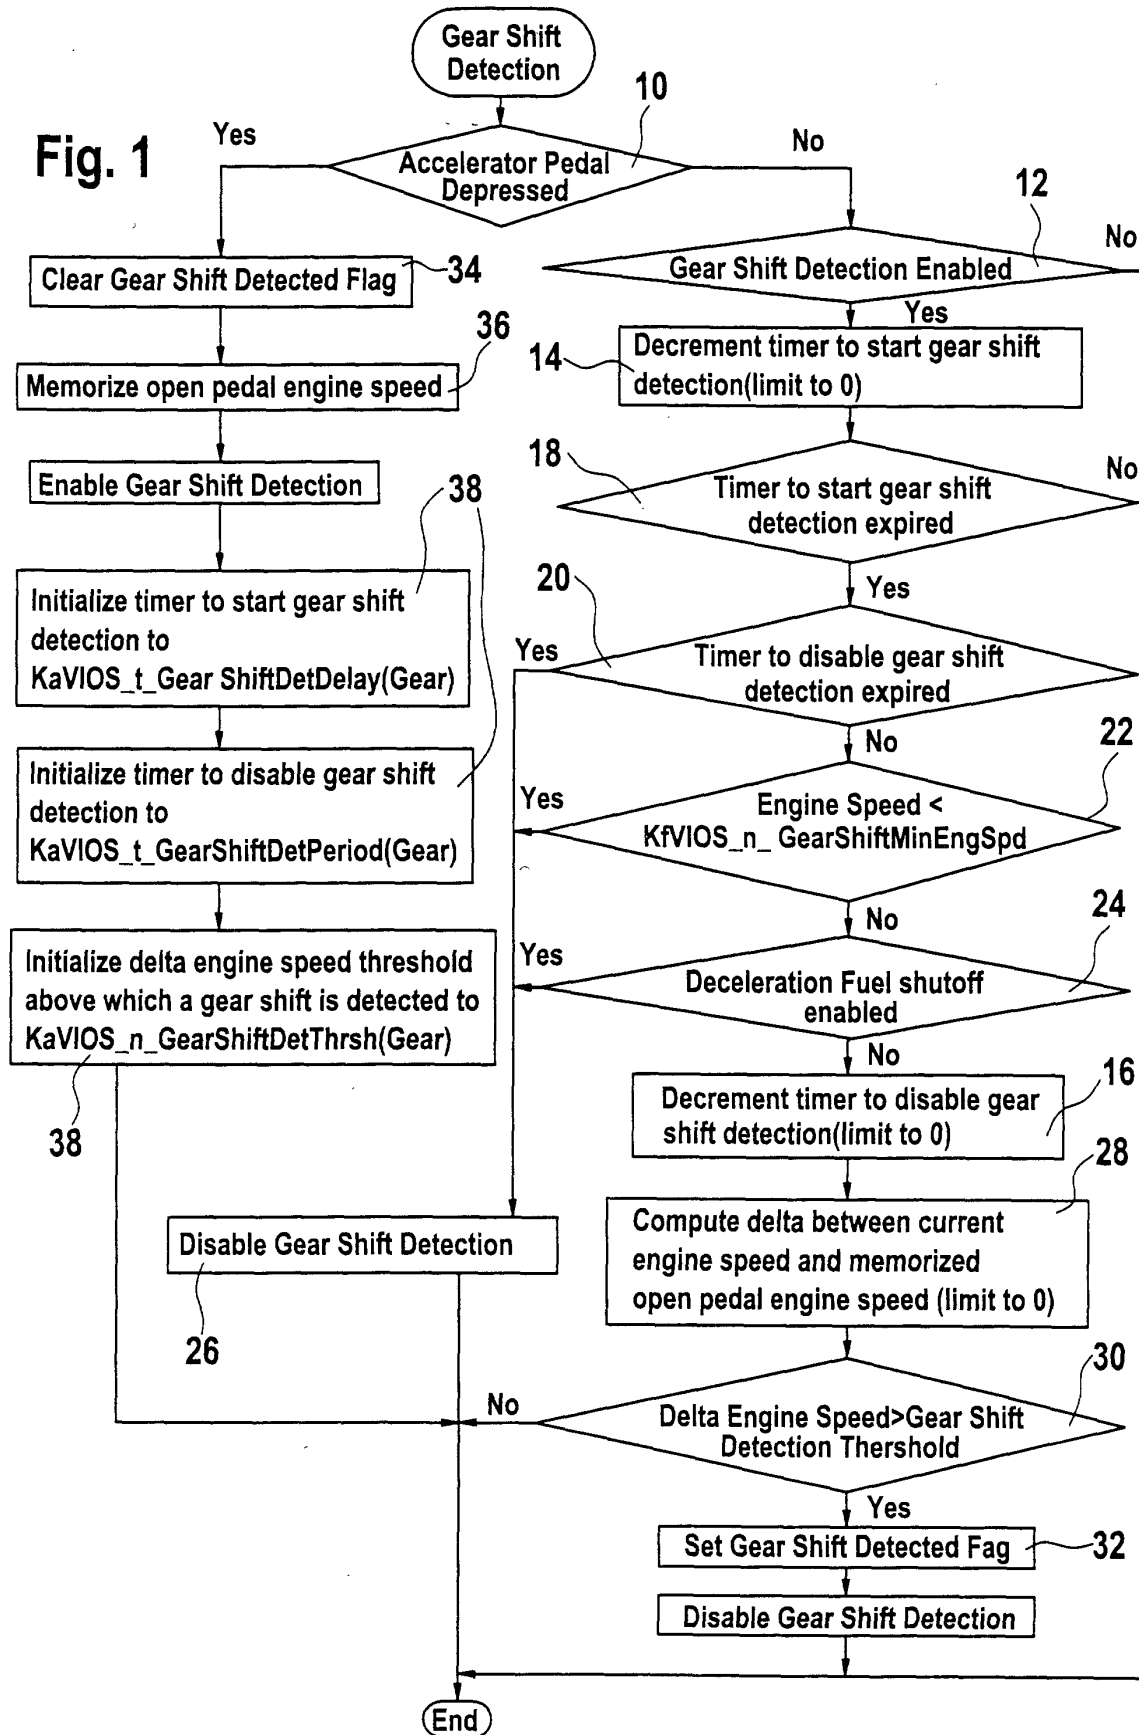 Gear Shift
Detection
10
Yes
No
Fig. 1
Accelerator Pedal
Depressed
12
No
Clear Gear Shift Detected Flag
34
Gear Shift Detection Enabled
Yes
36
14
Decrement timer to start gear shift
detection(limit to 0)
Memorize open pedal engine speed
18
No
Enable Gear Shift Detection
38
Timer to start gear shift
detection expired
20
Yes
Initialize timer to start gear shift
detection to
KaVIOS_t_Gear ShiftDetDelay(Gear)
Yes
Timer to disable gear shift
detection expired
No
22
Initialize timer to disable gear shift
detection to
KaVIOS_t_GearShiftDetPeriod(Gear)
Yes
Engine Speed <
KfVIOS_n_ GearShiftMinEngSpd
No
24
Initialize delta engine speed threshold
above which a gear shift is detected to
KaVIOS_n_GearShiftDetThrsh(Gear)
Yes
Deceleration Fuel shutoff
enabled
No
38
16
Decrement timer to disable gear
shift detection(limit to 0)
28
Disable Gear Shift Detection
Compute delta between current
engine speed and memorized
open pedal engine speed (limit to 0)
26
30
No
Delta Engine Speed>Gear Shift
Detection Thershold
Yes
Set Gear Shift Detected Fag
32
Disable Gear Shift Detection
End